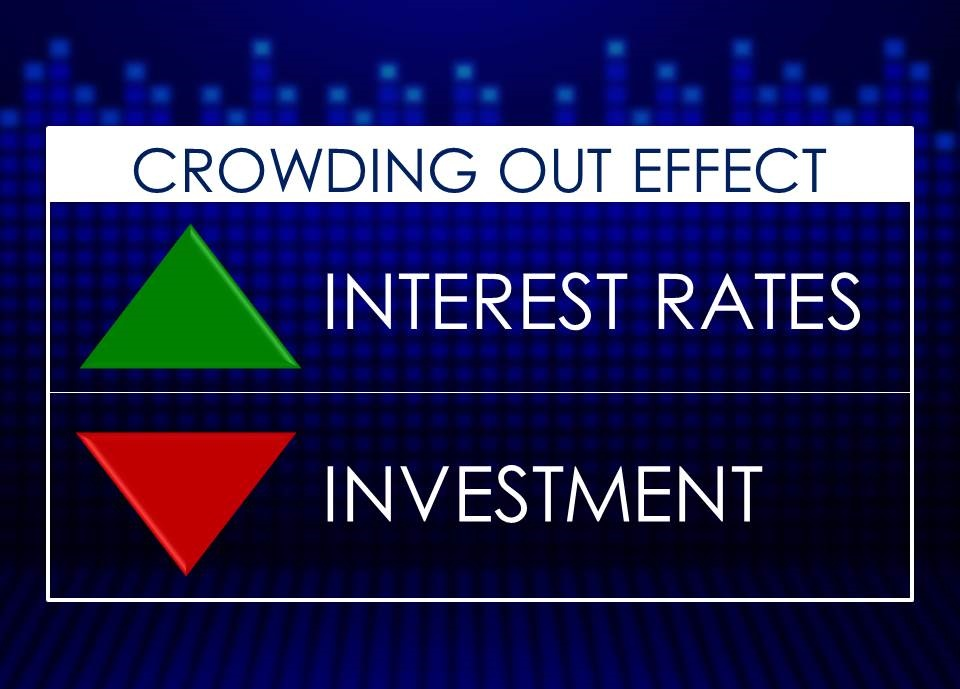 CROWDING OUT EFFECT
INTEREST RATES
INVESTMENT